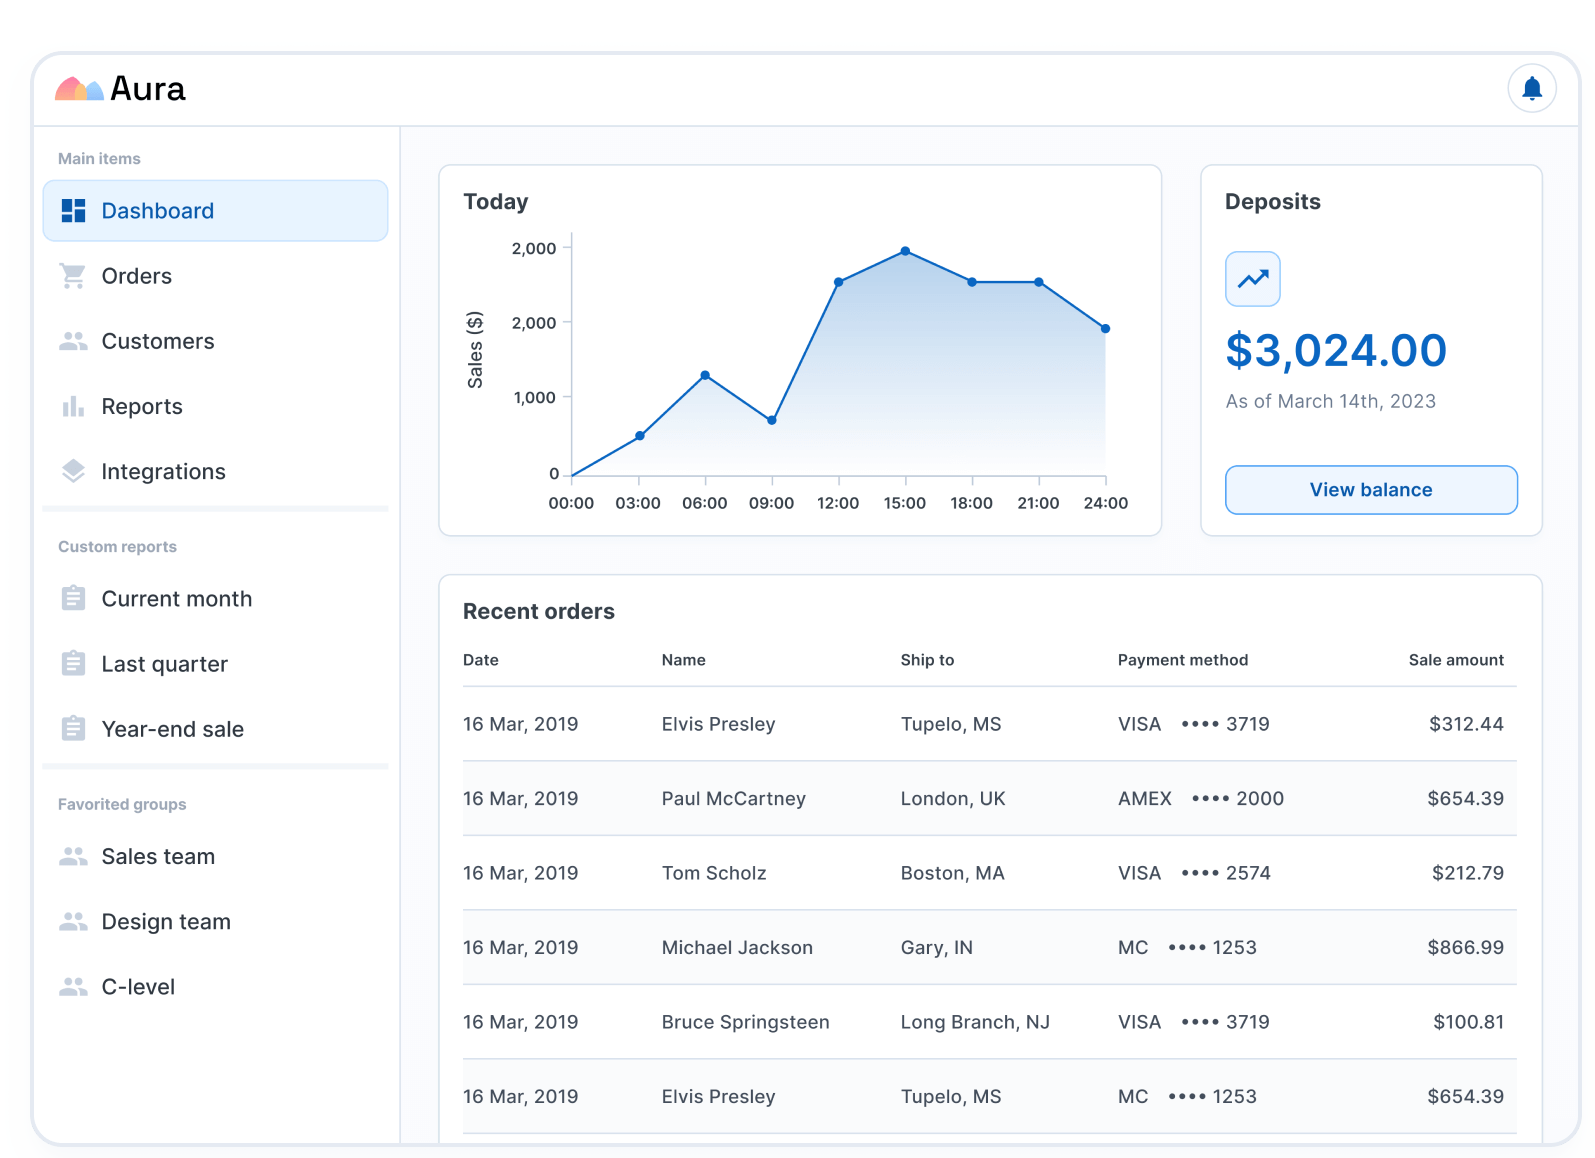 Aura
Main items
Dashboard
Orders
Customers
Reports
Integrations
Custom reports
Current month
Last quarter
Year-end sale
Favorited groups
Sales team
Design team
C-level
Today
Sales ($)
2,000
2,000
1,000
0
00:00 03:00 06:00 09:00 12:00 15:00 18:00 21:00 24:00
Deposits
$3,024.00
As of March 14th, 2023
View balance
Recent orders
Date Name Ship to Payment method Sale amount
16 Mar, 2019 Elvis Presley Tupelo, MS VISA •••• 3719 $312.44
16 Mar, 2019 Paul McCartney London, UK AMEX •••• 2000 $654.39
16 Mar, 2019 Tom Scholz Boston, MA VISA •••• 2574 $212.79
16 Mar, 2019 Michael Jackson Gary, IN MC •••• 1253 $866.99
16 Mar, 2019 Bruce Springsteen Long Branch, NJ VISA •••• 3719 $100.81
16 Mar, 2019 Elvis Presley Tupelo, MS MC •••• 1253 $654.39